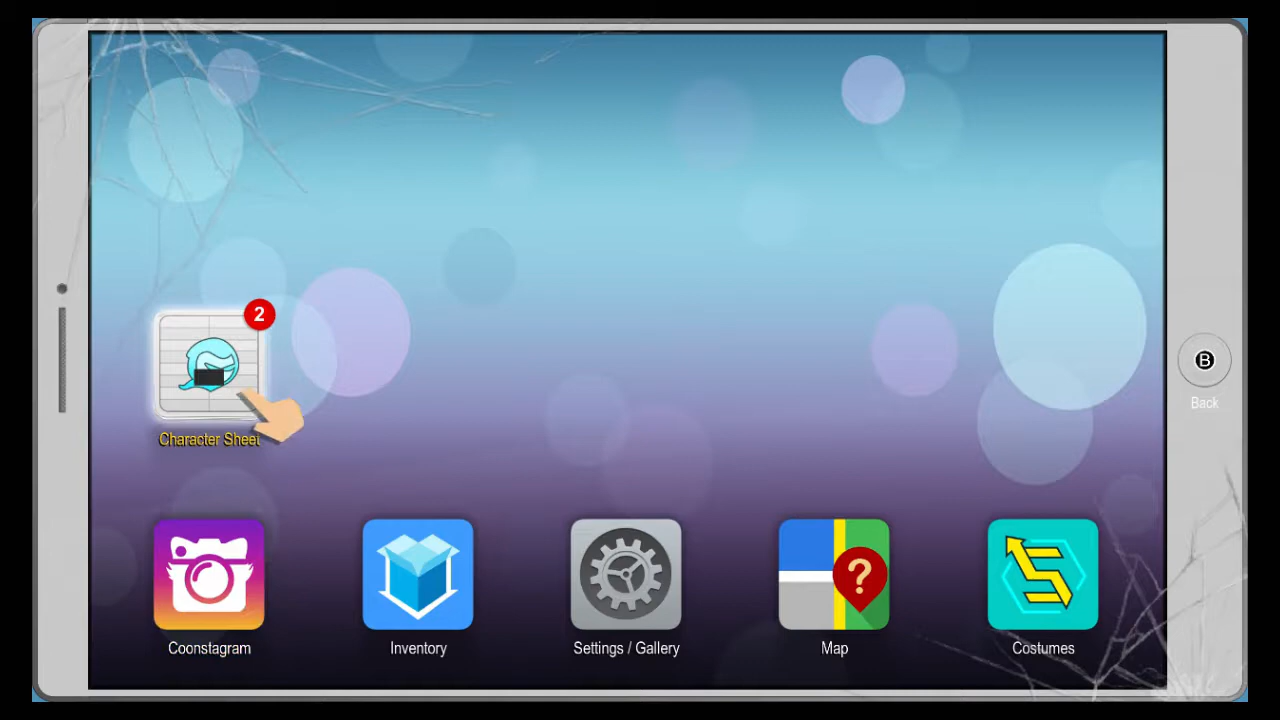 2
Character Sheet
B
Back
?
Coonstagram
Inventory
Settings / Gallery
Map
Costumes